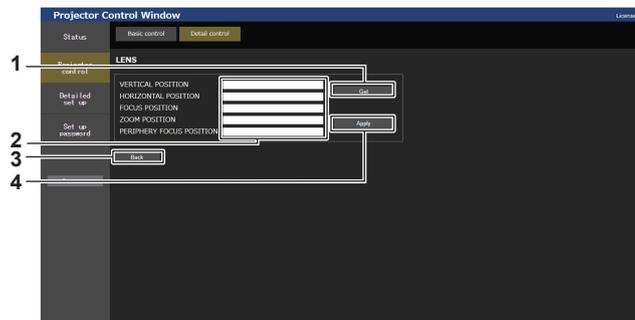 Projector Control Window
License
Status
Basic control
Detail control
Projector
control
LENS
1
VERTICAL POSITION
Get
HORIZONTAL POSITION
Detailed
set up
FOCUS POSITION
ZOOM POSITION
Apply
Set up
password
PERIPHERY FOCUS POSITION
2
3
Back
4